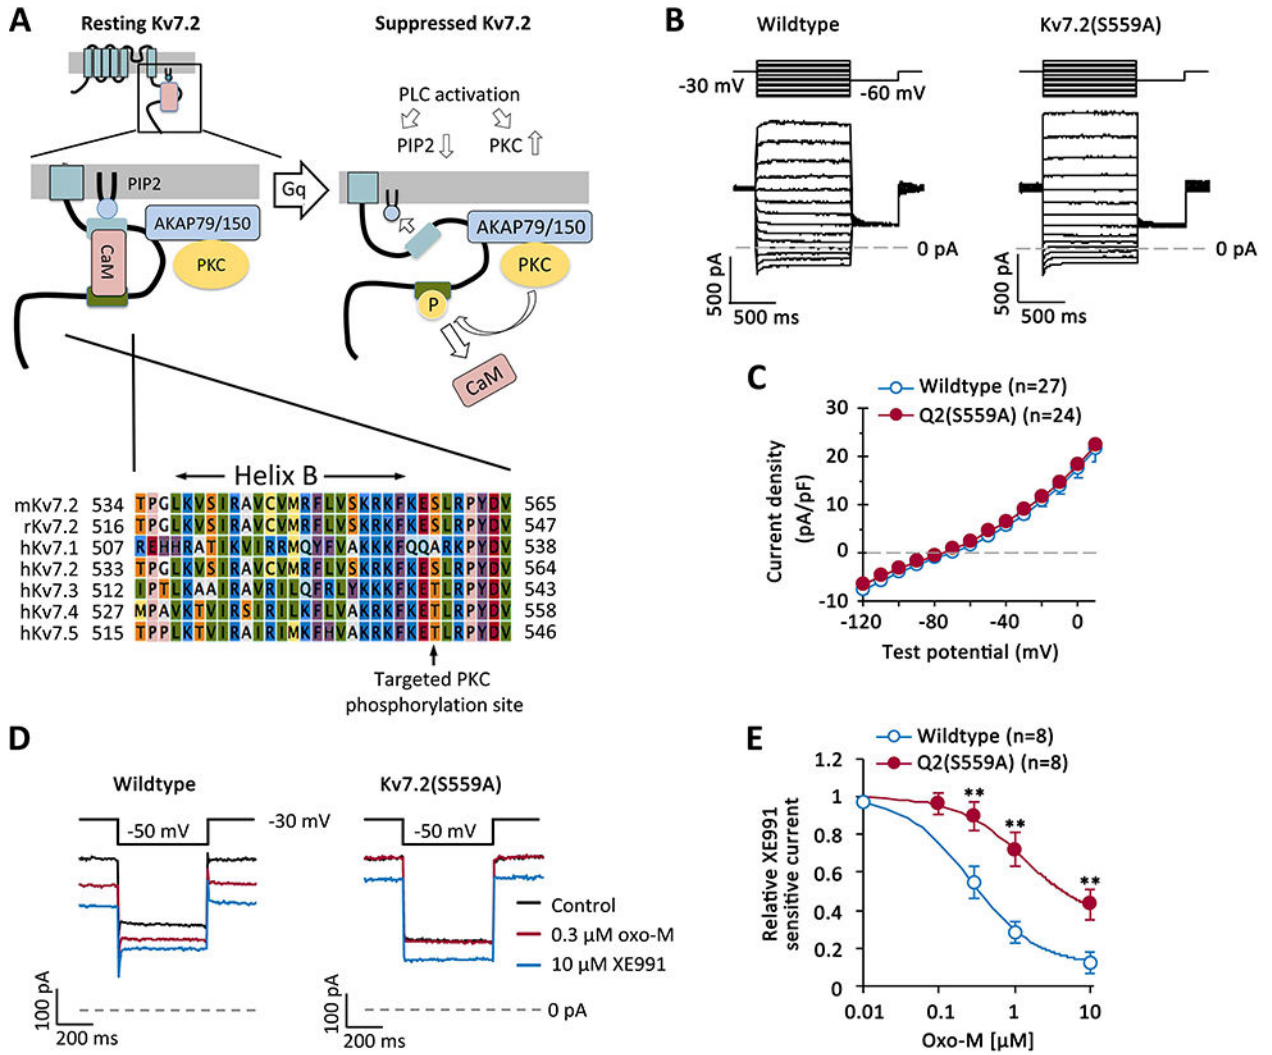 A
Resting Kv7.2
Suppressed Kv7.2
PLC activation
PIP2
PKC
PIP2
Gq
AKAP79/150
CaM
PKC
AKAP79/150
PKC
P
CaM
Helix B
mKv7.2 534 TPGLKVSIRAVCVMRFLVSKRKFKESLRPYDV 565
rKv7.2 516 TPGLKVSIRAVCVMRFLVSKRKFKESLRPYDV 547
hKv7.1 507 REHHRATIKVIRRMQYFVAKKKFQQARKPYDV 538
hKv7.2 533 TPGLKVSIRAVCVMRFLVSKRKFKESLRPYDV 564
hKv7.3 512 IPTLKAAIRAVRILQFRLYKKKFKETLRPYDV 543
hKv7.4 527 MPAVKTVIRSIRILKFLVAKRKFKETLRPYDV 558
hKv7.5 515 TPPLKTVIRAIRIMKFHVAKRKFKETLRPYDV 546
Targeted PKC
phosphorylation site
B
Wildtype
Kv7.2(S559A)
-30 mV
-60 mV
0 pA
0 pA
500 pA
500 ms
500 pA
500 ms
C
Wildtype (n=27)
Q2(S559A) (n=24)
Current density
(pA/pF)
30
20
10
0
-10
-120
-80
-40
0
Test potential (mV)
D
Wildtype
Kv7.2(S559A)
-50 mV
-30 mV
-50 mV
Control
0.3 µM oxo-M
10 µM XE991
0 pA
100 pA
200 ms
100 pA
200 ms
E
Wildtype (n=8)
Q2(S559A) (n=8)
Relative XE991
sensitive current
1.2
1
0.8
0.6
0.4
0.2
0
**
**
**
0.01
0.1
1
10
Oxo-M [µM]